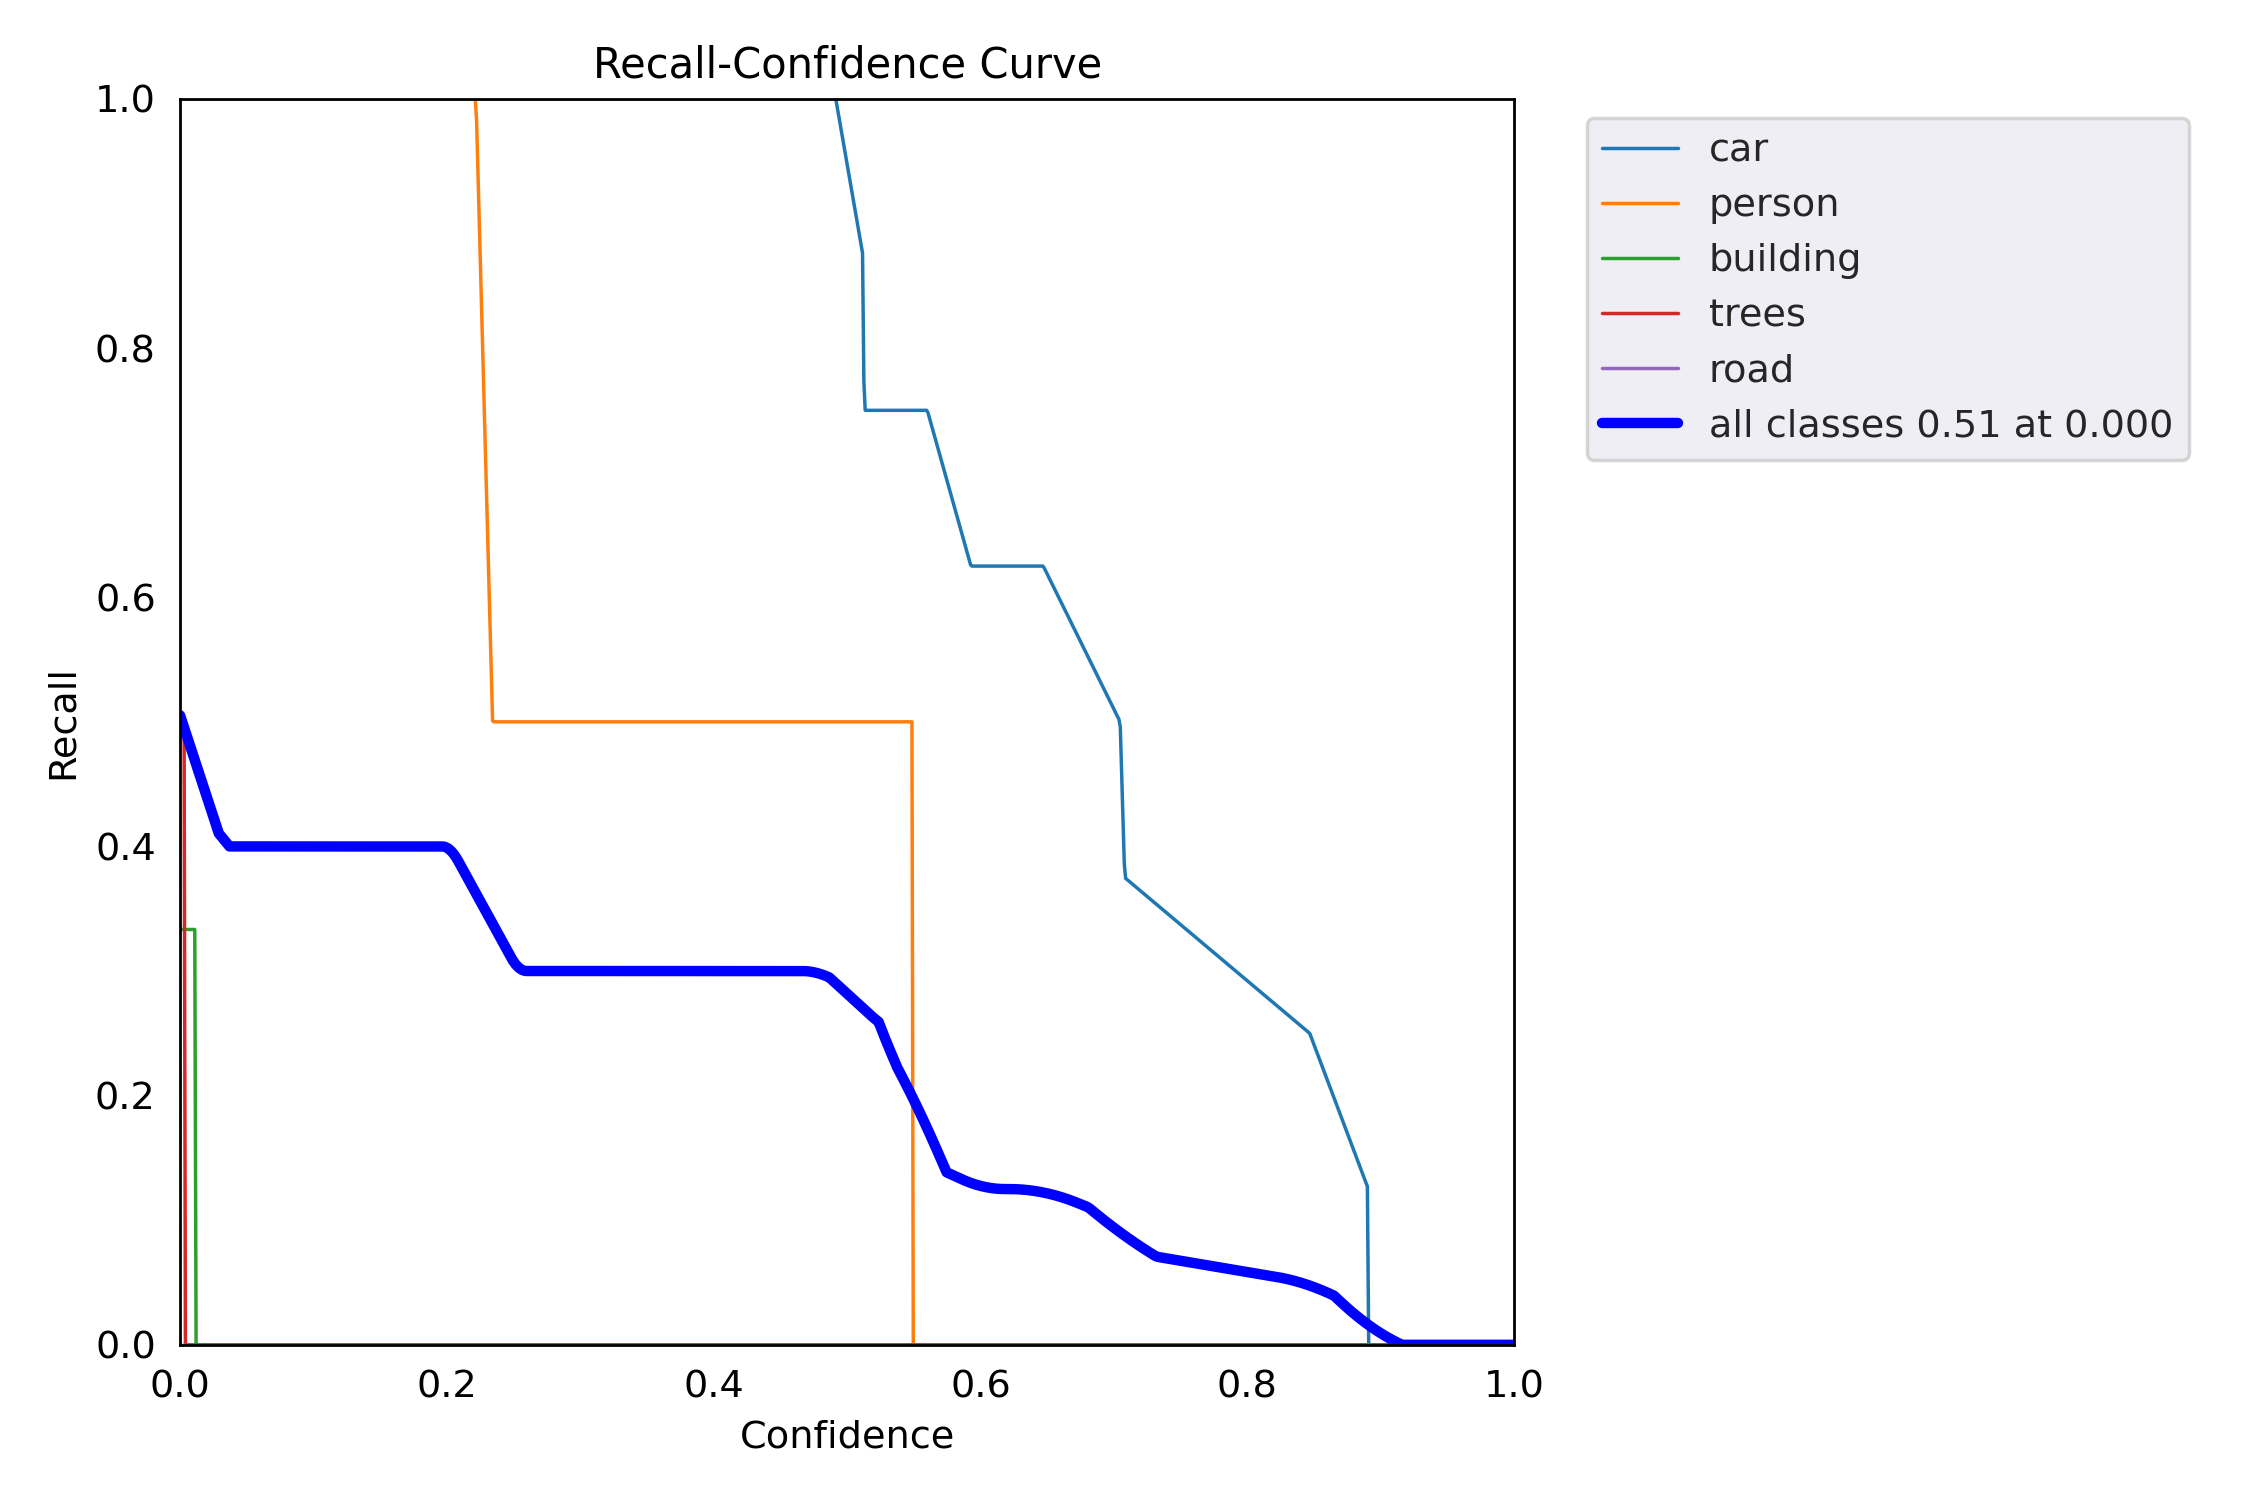 Recall-Confidence Curve
1.0
0.8
0.6
0.4
0.2
0.0
Recall
0.0 0.2 0.4 0.6 0.8 1.0
Confidence
car
person
building
trees
road
all classes 0.51 at 0.000